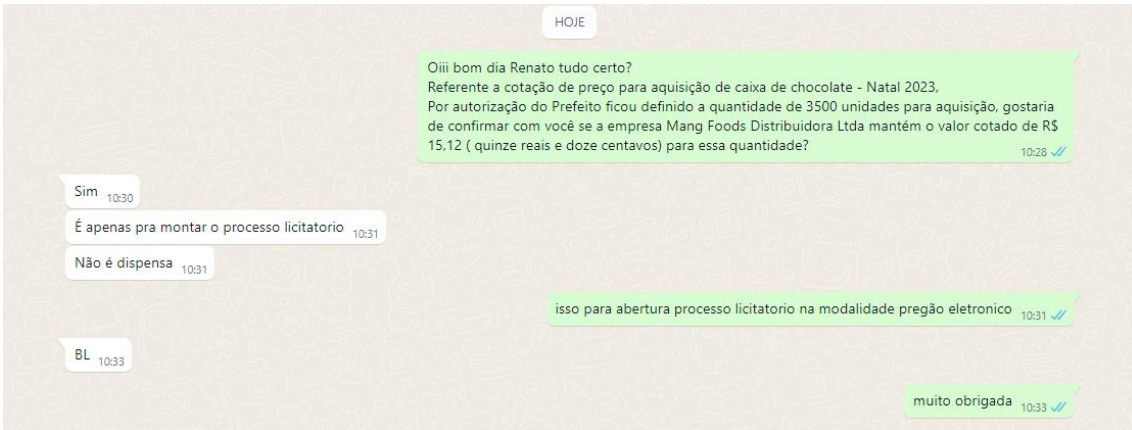 HOJE
Oiii bom dia Renato tudo certo?
Referente a cotação de preço para aquisição de caixa de chocolate - Natal 2023,
Por autorização do Prefeito ficou definido a quantidade de 3500 unidades para aquisição, gostaria
de confirmar com você se a empresa Mang Foods Distribuidora Ltda mantém o valor cotado de R$
15,12 ( quinze reais e doze centavos) para essa quantidade?
10:28
Sim 10:30
É apenas pra montar o processo licitatorio 10:31
Não é dispensa 10:31
isso para abertura processo licitatorio na modalidade pregão eletronico 10:31
BL 10:33
muito obrigada 10:33